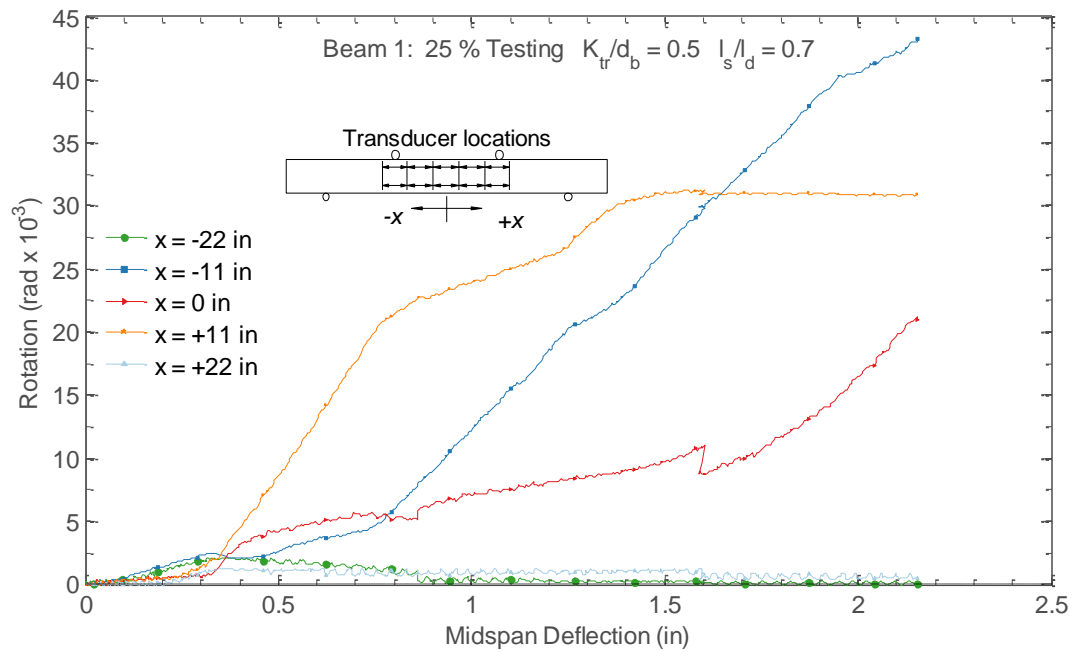 Beam 1: 25 % Testing K_tr/d_b = 0.5 l_s/l_d = 0.7
Transducer locations
-x +x
x = -22 in
x = -11 in
x = 0 in
x = +11 in
x = +22 in
Rotation (rad x 10^-3)
45
40
35
30
25
20
15
10
5
0
0 0.5 1 1.5 2 2.5
Midspan Deflection (in)